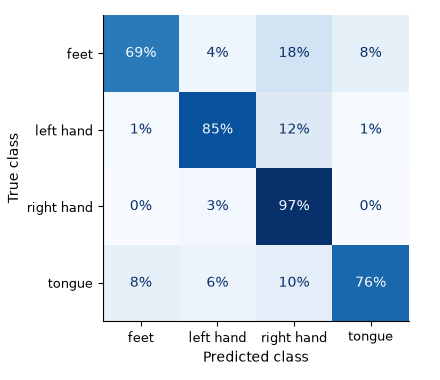 feet 69% 4% 18% 8%
left hand 1% 85% 12% 1%
right hand 0% 3% 97% 0%
tongue 8% 6% 10% 76%
feet left hand right hand tongue
Predicted class
True class